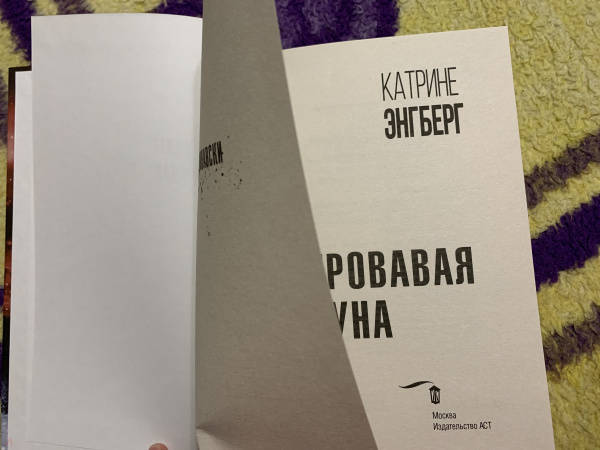 КАТРИНЕ
ЭНГБЕРГ
РОВАВАЯ
УНА
Москва
Издательство АСТ